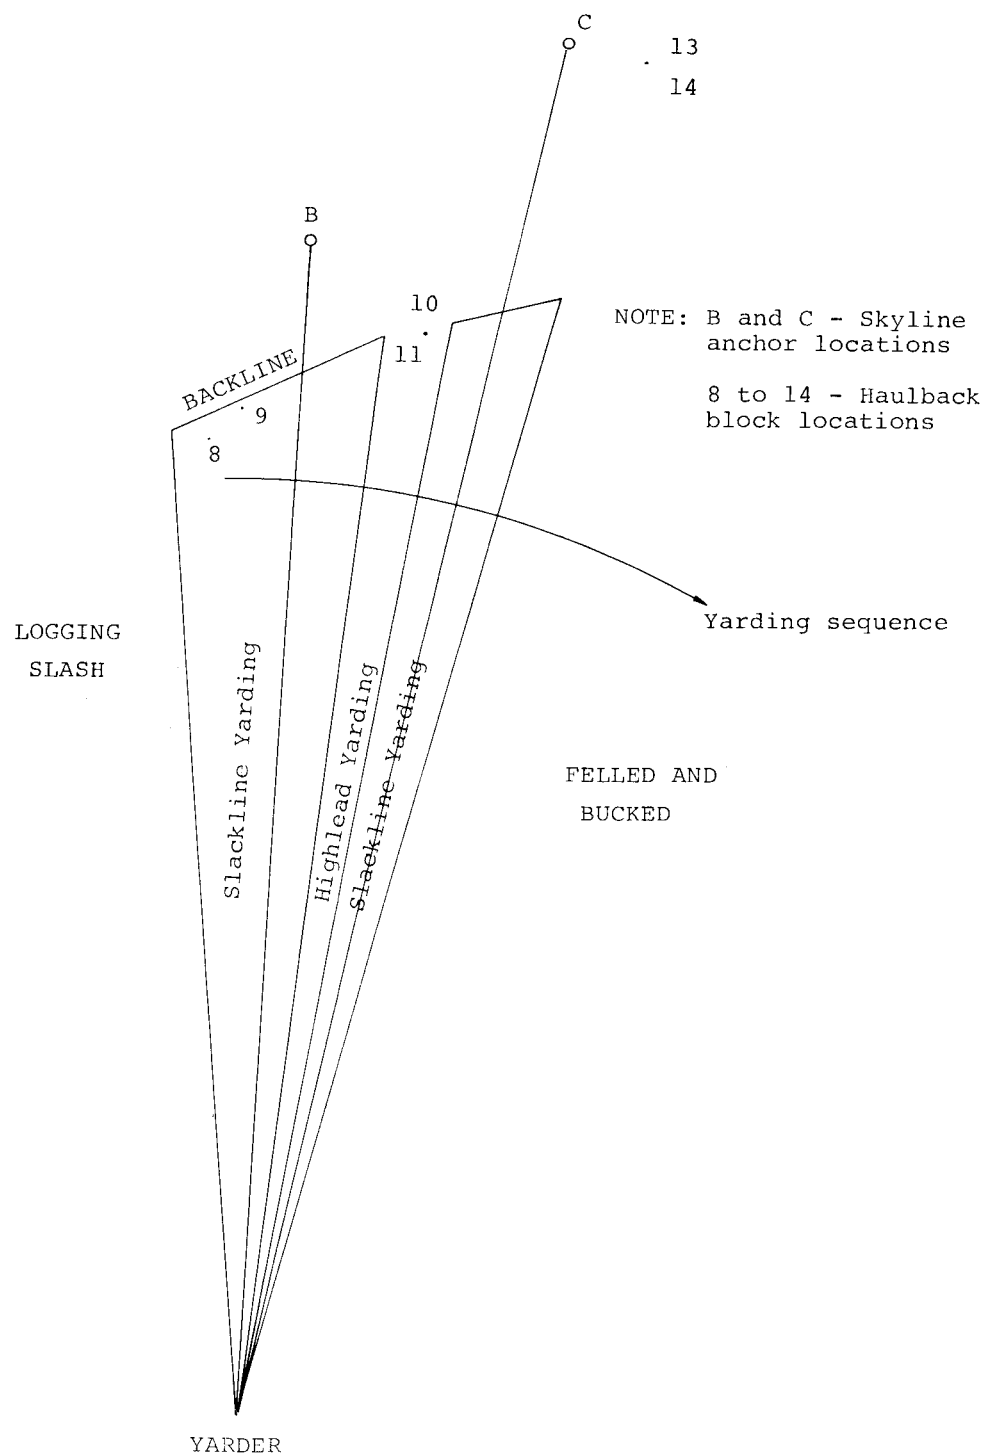 C
13
14
B
10
11
NOTE: B and C - Skyline
anchor locations
8 to 14 - Haulback
block locations
BACKLINE
9
8
Yarding sequence
LOGGING
SLASH
Slackline Yarding
Highlead Yarding
Slackline Yarding
FELLED AND
BUCKED
YARDER